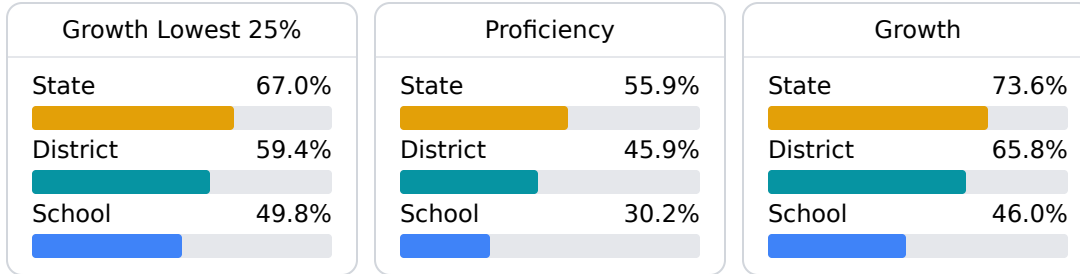 Growth Lowest 25%
State 67.0%
District 59.4%
School 49.8%
Proficiency
State 55.9%
District 45.9%
School 30.2%
Growth
State 73.6%
District 65.8%
School 46.0%